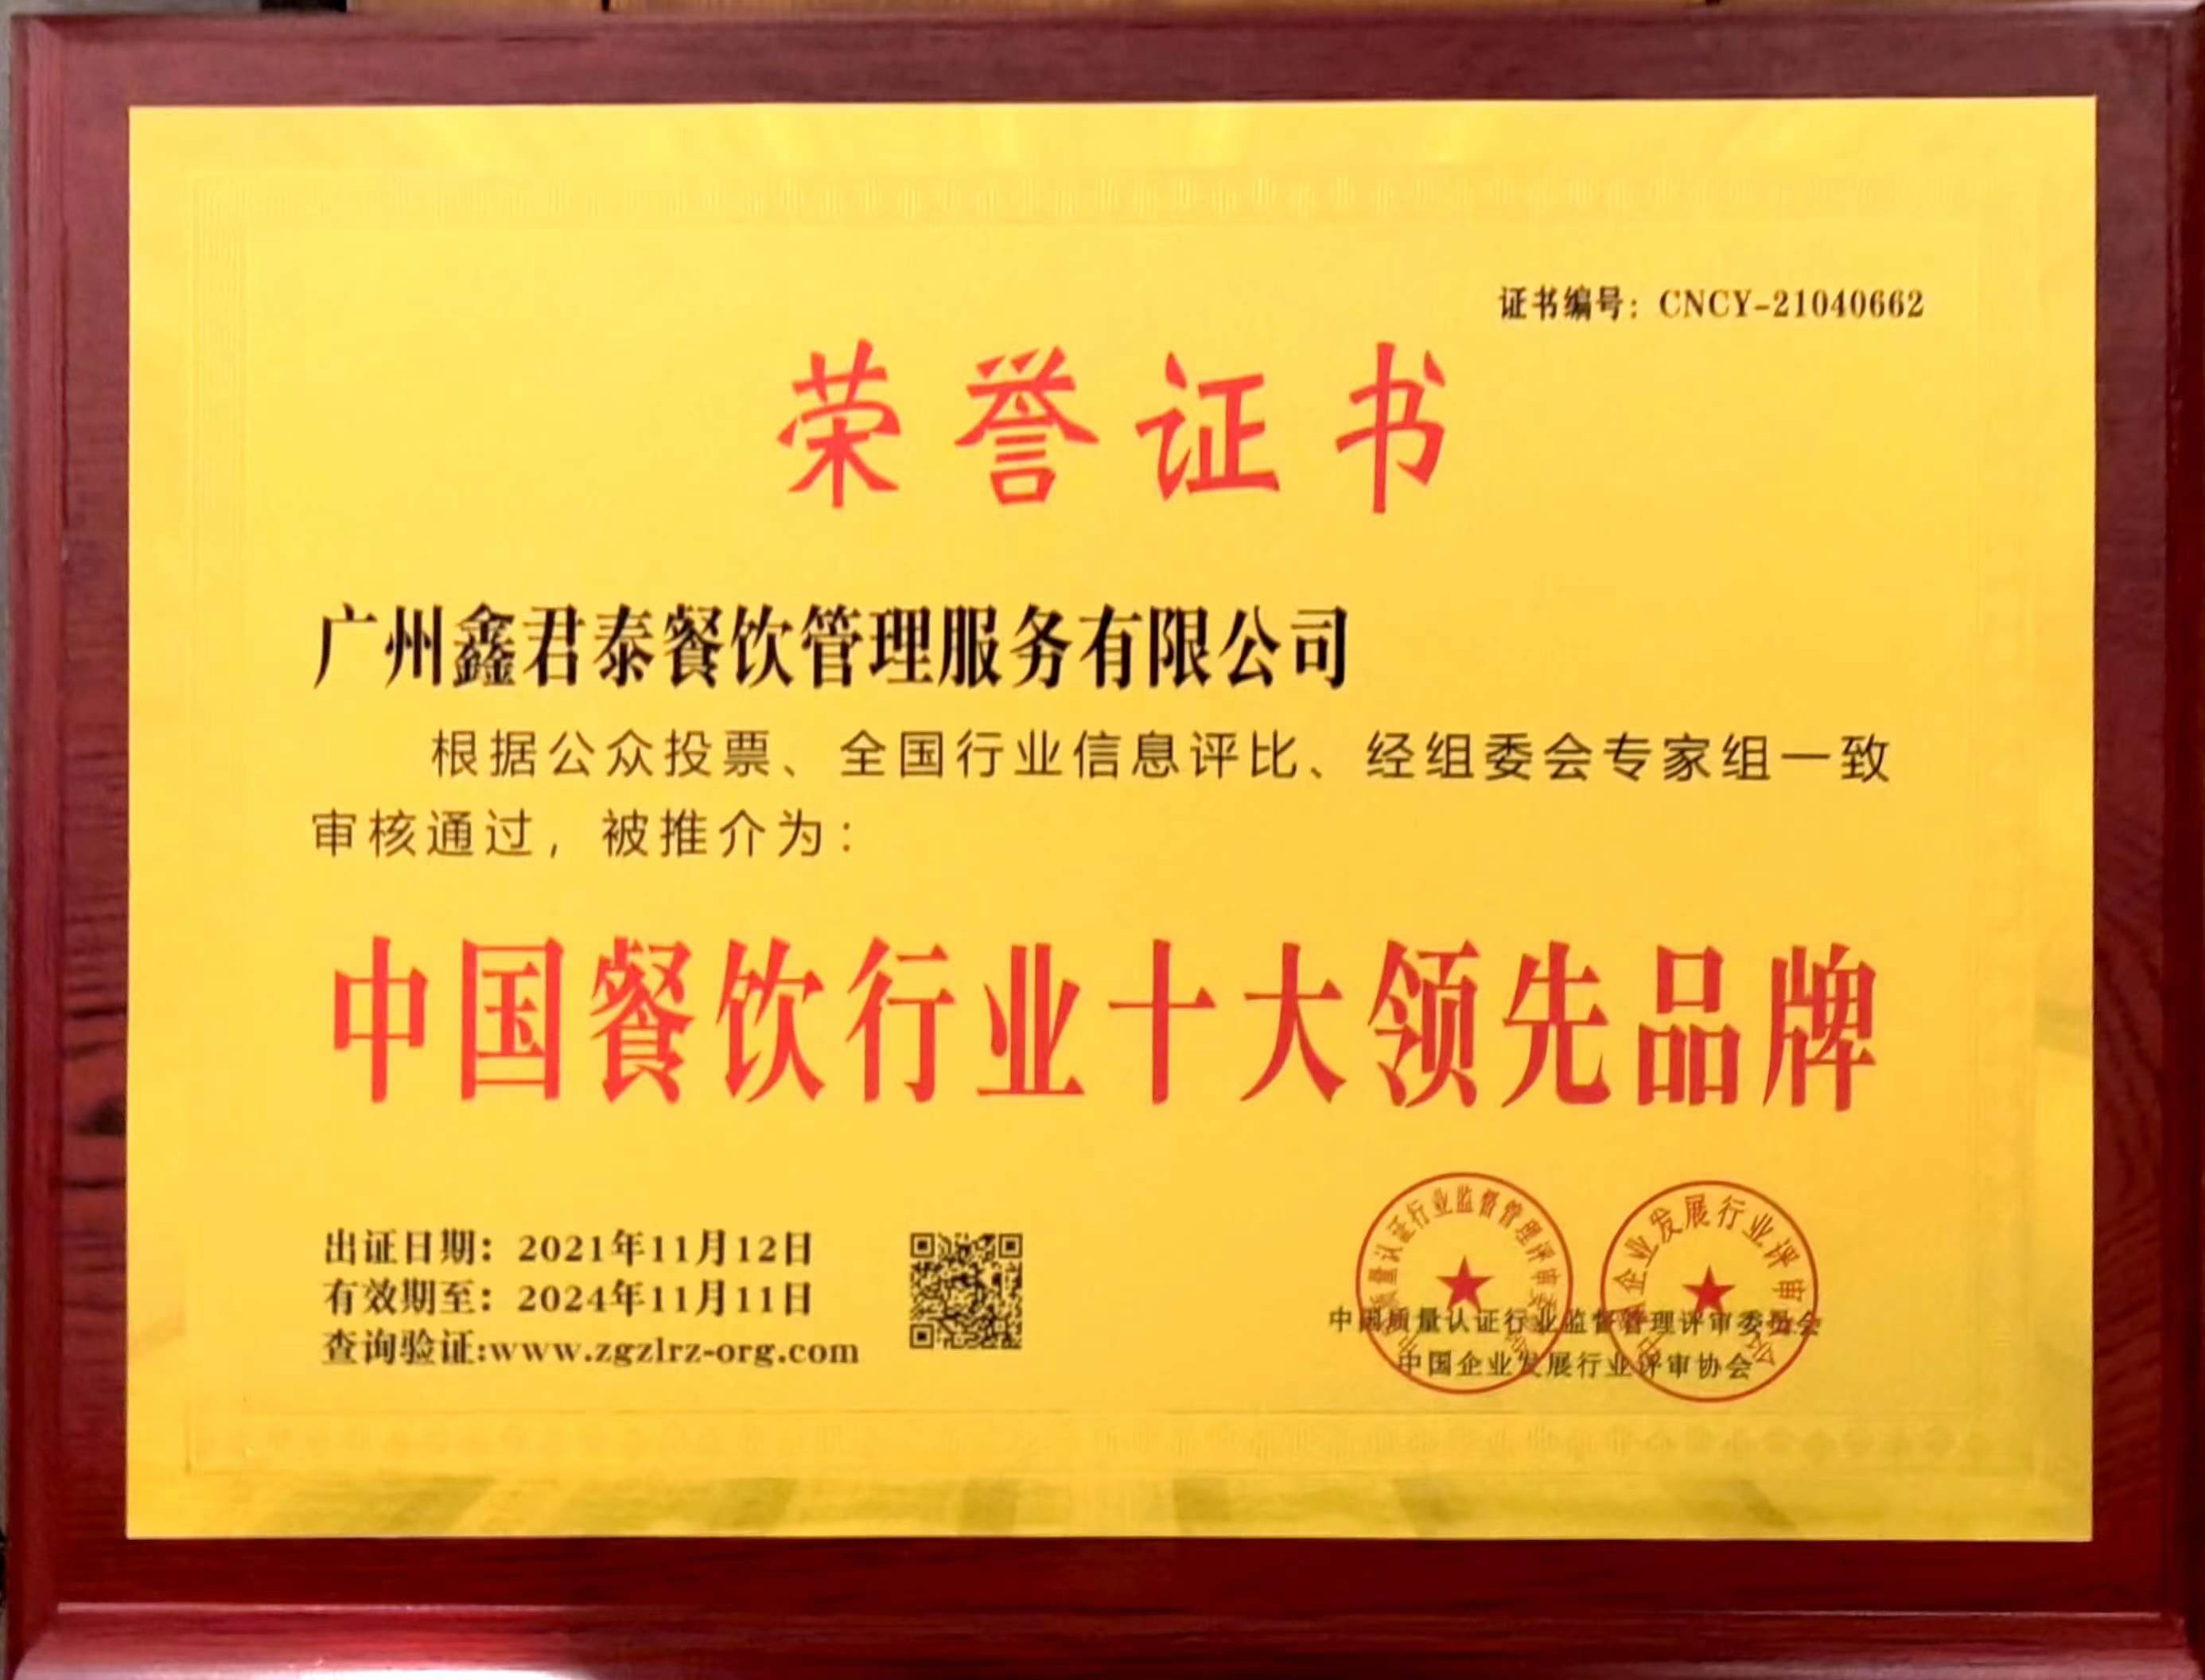 证书编号：CNCY-21040662
荣誉证书
广州鑫君泰餐饮管理服务有限公司
根据公众投票、全国行业信息评比、经组委会专家组一致
审核通过，被推介为：
中国餐饮行业十大领先品牌
出证日期：2021年11月12日
有效期至：2024年11月11日
查询验证:www.zgzlrz-org.com
中国质量认证行业监督管理评审委员会
中国企业发展行业评审协会